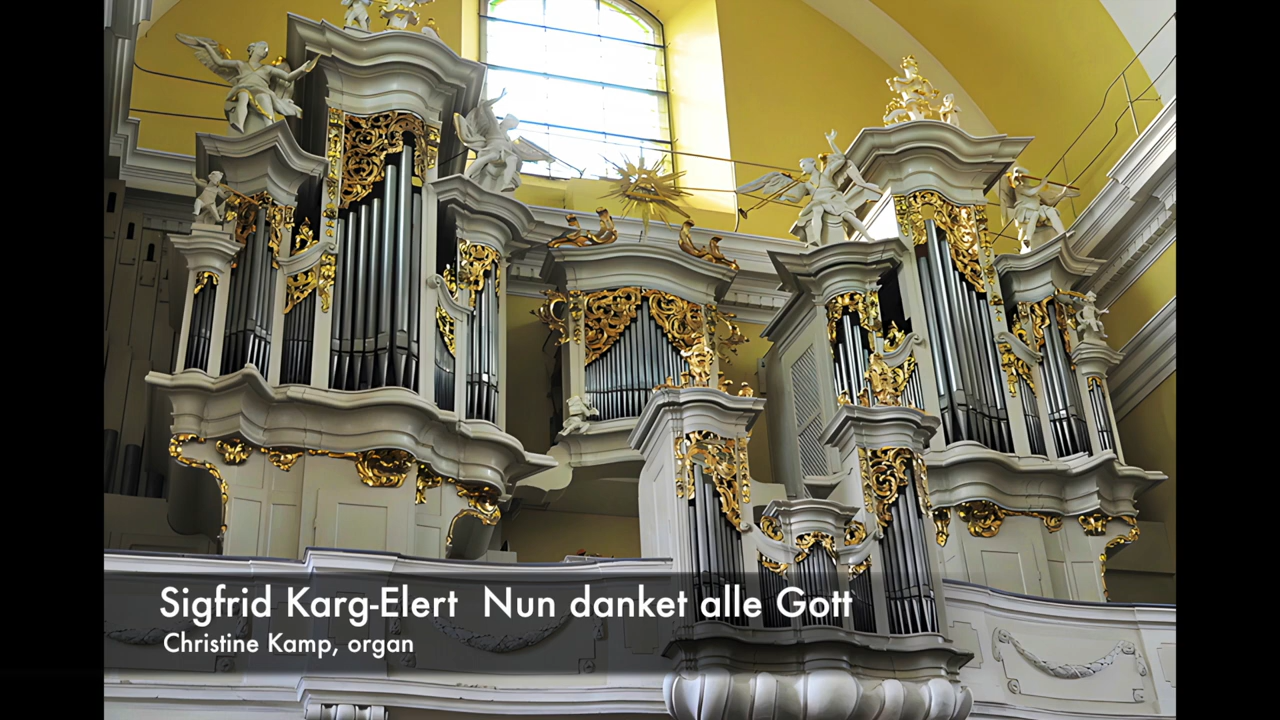 Sigfrid Karg-Elert  Nun danket alle Gott
Christine Kamp, organ